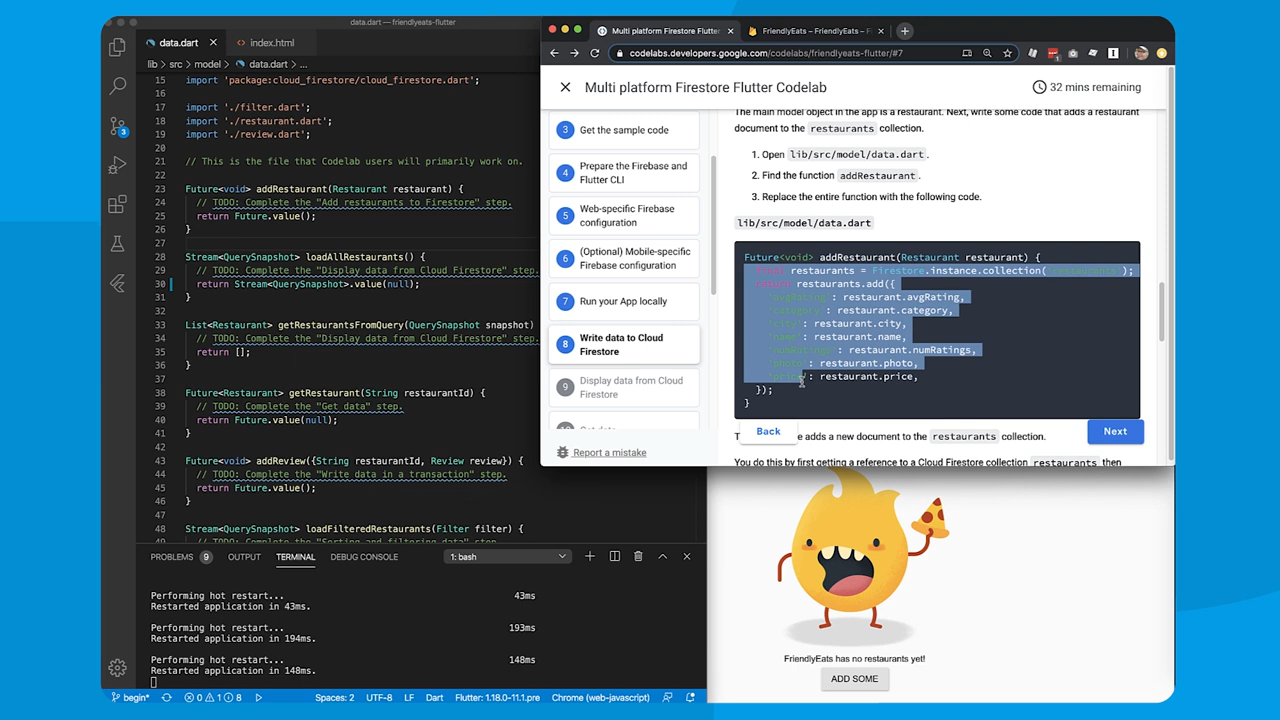 data.dart — friendlyeats-flutter
data.dart
index.html
lib > src > model > data.dart > ...
15 import 'package:cloud_firestore/cloud_firestore.dart';
16
17 import './filter.dart';
18 import './restaurant.dart';
19 import './review.dart';
20
21 // This is the file that Codelab users will primarily work on.
22
23 Future<void> addRestaurant(Restaurant restaurant) {
24 // TODO: Complete the "Add restaurants to Firestore" step.
25 return Future.value();
26 }
27
28 Stream<QuerySnapshot> loadAllRestaurants() {
29 // TODO: Complete the "Display data from Cloud Firestore" step.
30 return Stream<QuerySnapshot>.value(null);
31 }
32
33 List<Restaurant> getRestaurantsFromQuery(QuerySnapshot snapshot)
34 // TODO: Complete the "Display data from Cloud Firestore" step.
35 return [];
36 }
37
38 Future<Restaurant> getRestaurant(String restaurantId) {
39 // TODO: Complete the "Get data" step.
40 return Future.value(null);
41 }
42
43 Future<void> addReview({String restaurantId, Review review}) {
44 // TODO: Complete the "Write data in a transaction" step.
45 return Future.value();
46 }
47
48 Stream<QuerySnapshot> loadFilteredRestaurants(Filter filter) {
49 // TODO: Complete the "Sorting and filtering data" step.
3
PROBLEMS 9 OUTPUT TERMINAL DEBUG CONSOLE 1: bash
Performing hot restart... 43ms
Restarted application in 43ms.
Performing hot restart... 193ms
Restarted application in 194ms.
Performing hot restart... 148ms
Restarted application in 148ms.
begin* 0 1 8 Spaces: 2 UTF-8 LF Dart Flutter: 1.18.0-11.1.pre Chrome (web-javascript)
Multi platform Firestore Flutter
FriendlyEats – FriendlyEats – F
codelabs.developers.google.com/codelabs/friendlyeats-flutter/#7
Multi platform Firestore Flutter Codelab
32 mins remaining
3 Get the sample code
4 Prepare the Firebase and
Flutter CLI
5 Web-specific Firebase
configuration
6 (Optional) Mobile-specific
Firebase configuration
7 Run your App locally
8 Write data to Cloud
Firestore
9 Display data from Cloud
Firestore
Report a mistake
The main model object in the app is a restaurant. Next, write some code that adds a restaurant
document to the restaurants collection.
1. Open lib/src/model/data.dart.
2. Find the function addRestaurant.
3. Replace the entire function with the following code.
lib/src/model/data.dart
Future<void> addRestaurant(Restaurant restaurant) {
final restaurants = Firestore.instance.collection('restaurants');
return restaurants.add({
'avgRating': restaurant.avgRating,
'category': restaurant.category,
'city': restaurant.city,
'name': restaurant.name,
'numRatings': restaurant.numRatings,
'photo': restaurant.photo,
'price': restaurant.price,
});
}
Back
Next
adds a new document to the restaurants collection.
You do this by first getting a reference to a Cloud Firestore collection restaurants then
FriendlyEats has no restaurants yet!
ADD SOME